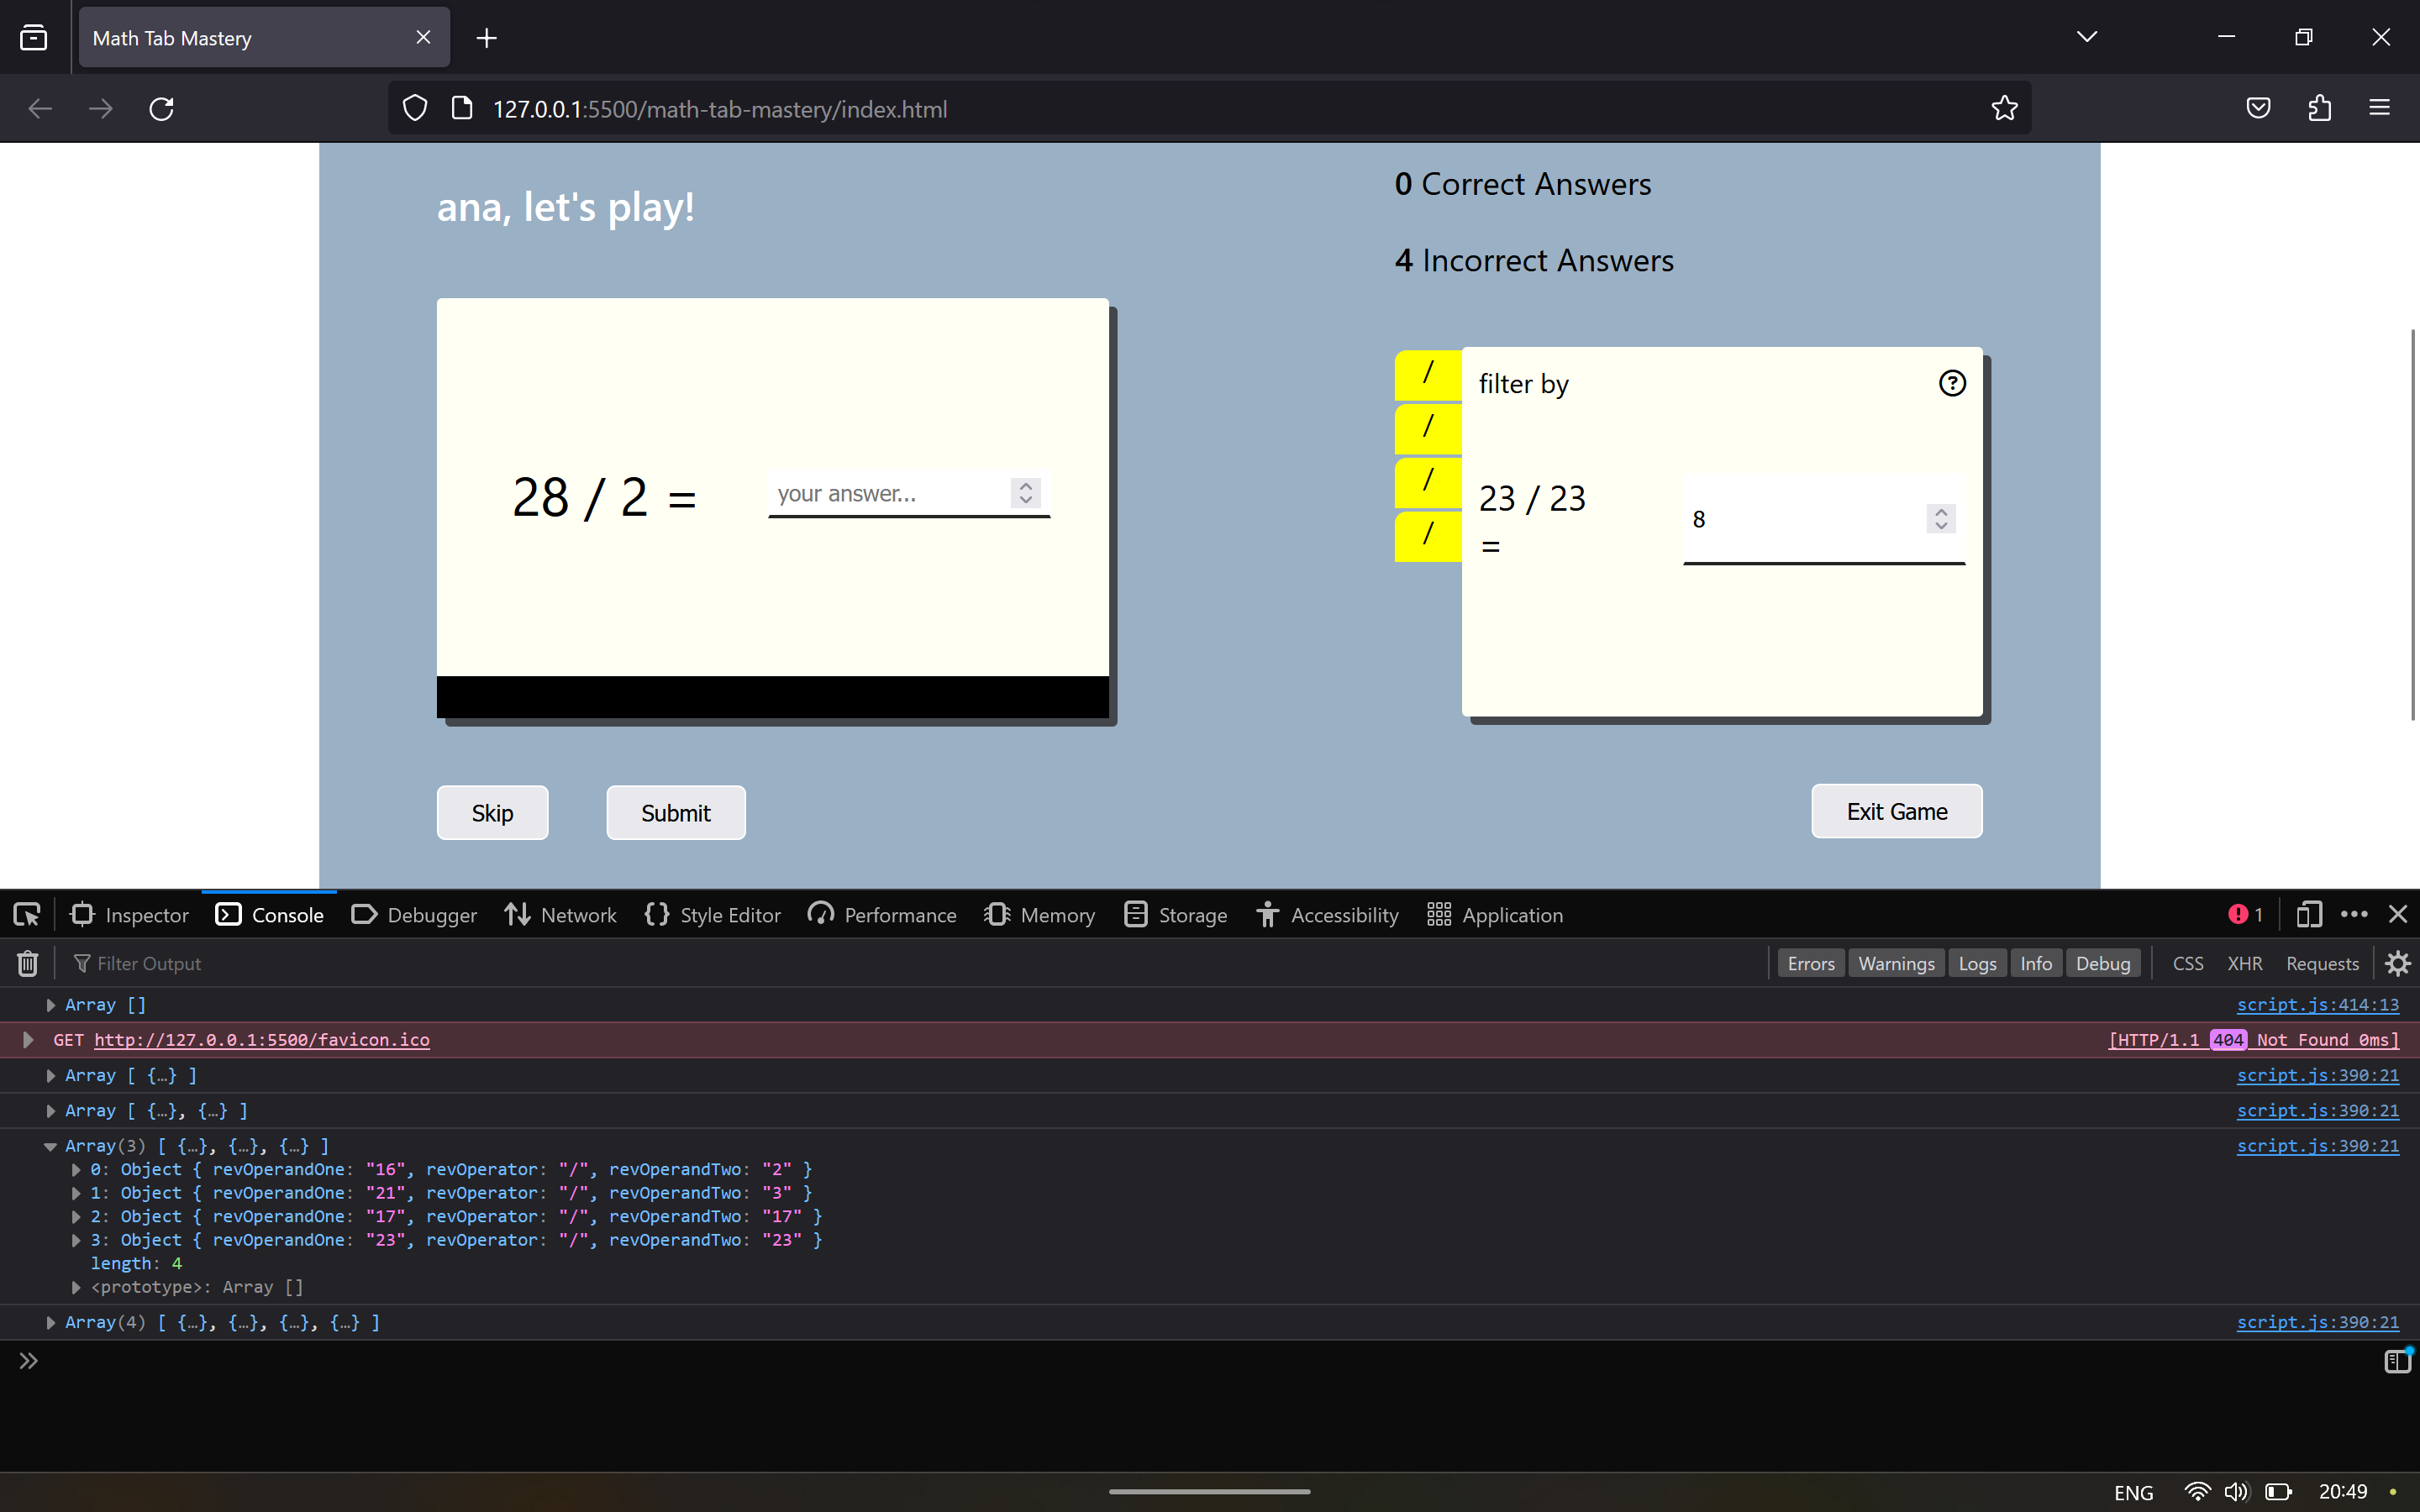 Math Tab Mastery
127.0.0.1:5500/math-tab-mastery/index.html
ana, let's play!
0 Correct Answers
4 Incorrect Answers
28 / 2 =
your answer...
/
/
/
/
filter by
?
23 / 23
=
8
Skip
Submit
Exit Game
Inspector
Console
Debugger
Network
Style Editor
Performance
Memory
Storage
Accessibility
Application
1
Filter Output
Errors
Warnings
Logs
Info
Debug
CSS
XHR
Requests
Array []
script.js:414:13
GET http://127.0.0.1:5500/favicon.ico
[HTTP/1.1 404 Not Found 0ms]
Array [ {…} ]
script.js:390:21
Array [ {…}, {…} ]
script.js:390:21
Array(3) [ {…}, {…}, {…} ]
script.js:390:21
0: Object { revOperandOne: "16", revOperator: "/", revOperandTwo: "2" }
1: Object { revOperandOne: "21", revOperator: "/", revOperandTwo: "3" }
2: Object { revOperandOne: "17", revOperator: "/", revOperandTwo: "17" }
3: Object { revOperandOne: "23", revOperator: "/", revOperandTwo: "23" }
length: 4
<prototype>: Array []
Array(4) [ {…}, {…}, {…}, {…} ]
script.js:390:21
ENG
20:49